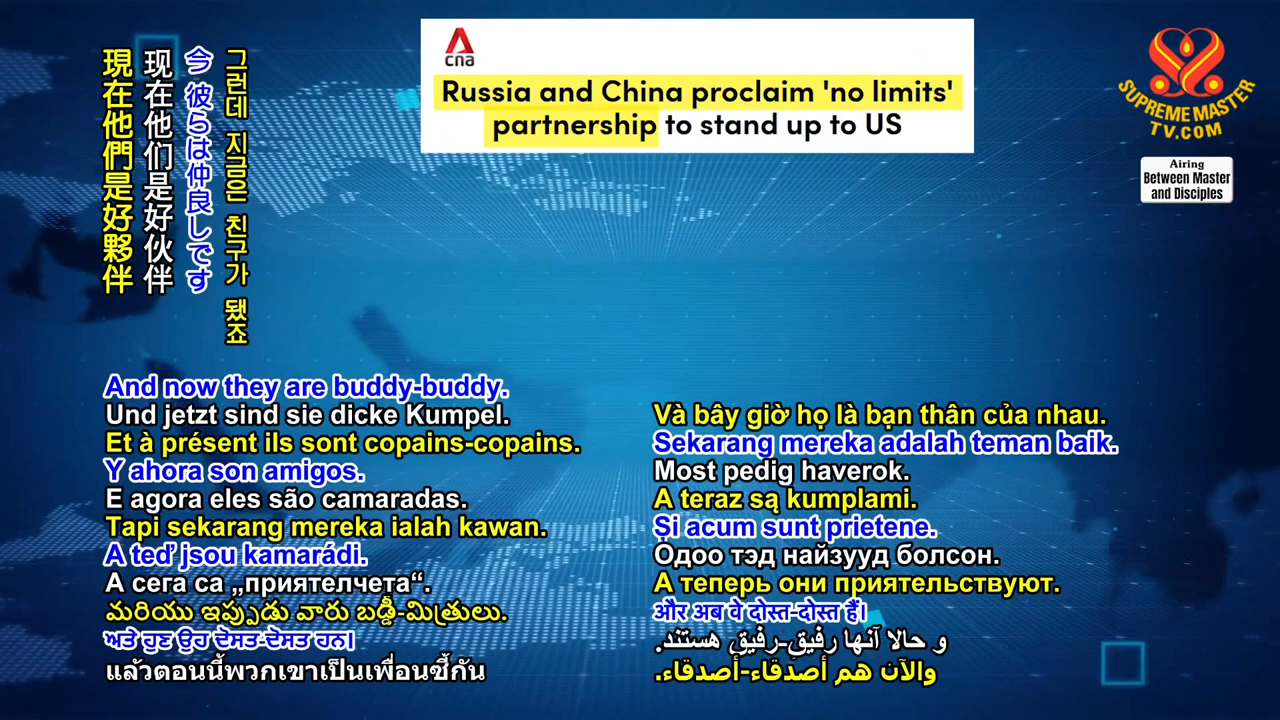 cna
Russia and China proclaim 'no limits'
partnership to stand up to US
SUPREME MASTER
TV.COM
Airing
Between Master
and Disciples
그런데 지금은 친구가 됐죠
今 彼らは仲良しです
现在他们是好伙伴
現在他們是好夥伴
And now they are buddy-buddy.
Und jetzt sind sie dicke Kumpel.
Et à présent ils sont copains-copains.
Y ahora son amigos.
E agora eles são camaradas.
Tapi sekarang mereka ialah kawan.
A teď jsou kamarádi.
А сега са „приятелчета“.
మరియు ఇప్పుడు వారు బడ్డీ-మిత్రులు.
ਅਤੇ ਹੁਣ ਉਹ ਦੋਸਤ-ਦੋਸਤ ਹਨ।
แล้วตอนนี้พวกเขาเป็นเพื่อนซี้กัน
Và bây giờ họ là bạn thân của nhau.
Sekarang mereka adalah teman baik.
Most pedig haverok.
A teraz są kumplami.
Și acum sunt prietene.
Одоо тэд найзууд болсон.
А теперь они приятельствуют.
और अब वे दोस्त-दोस्त हैं।
و حالا آنها رفیق-رفیق هستند.
والآن هم أصدقاء-أصدقاء.